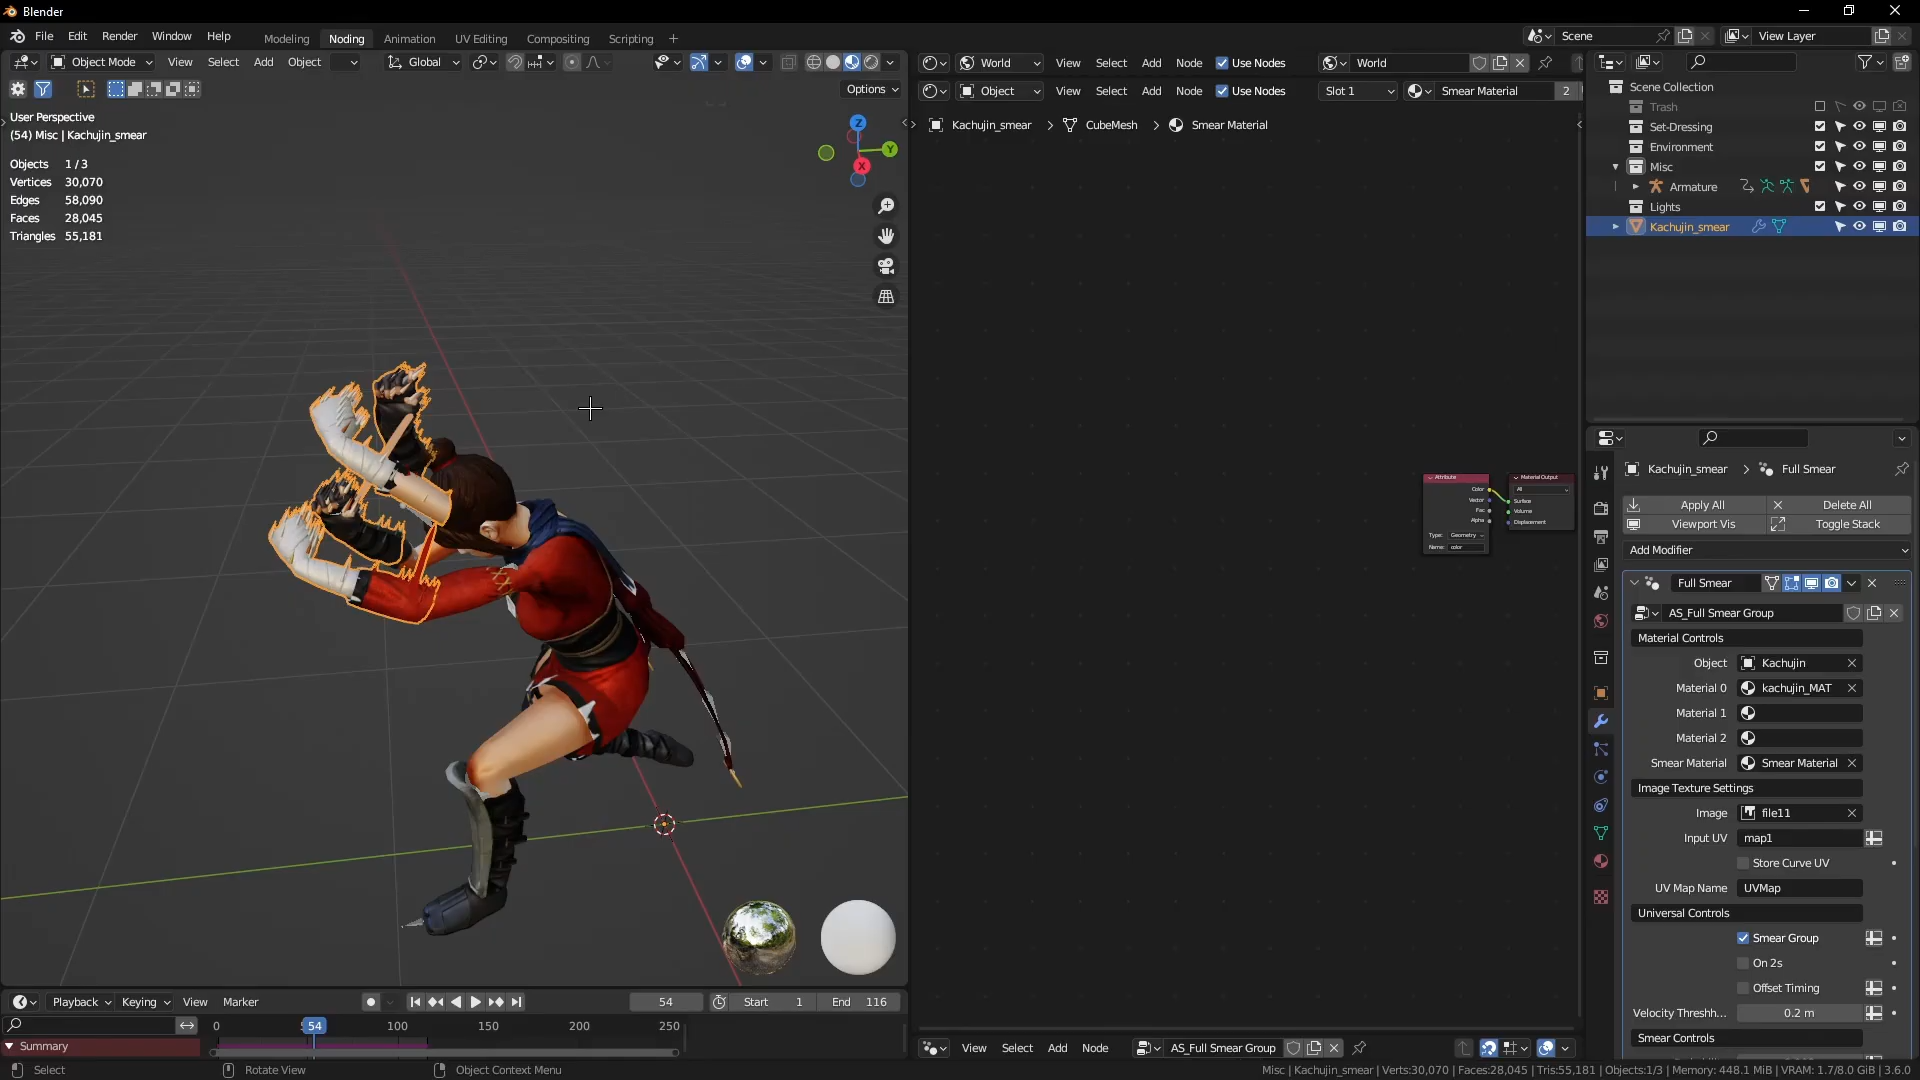 Blender
File Edit Render Window Help Modeling Noding Animation UV Editing Compositing Scripting +
Scene
View Layer
Object Mode View Select Add Object Global
World View Select Add Node Use Nodes World
Options
Object View Select Add Node Use Nodes Slot 1 Smear Material 2
User Perspective
(54) Misc | Kachujin_smear
Kachujin_smear > CubeMesh > Smear Material
Objects 1/3
Vertices 30,070
Edges 58,090
Faces 28,045
Triangles 55,181
Z
Y
X
Scene Collection
Trash
Set-Dressing
Environment
Misc
Armature
Lights
Kachujin_smear
Attribute
Color
Vector
Fac
Alpha
Type: Geometry
Name: color
Material Output
All
Surface
Volume
Displacement
Kachujin_smear > Full Smear
Apply All Delete All
Viewport Vis Toggle Stack
Add Modifier
Full Smear
AS_Full Smear Group
Material Controls
Object Kachujin
Material 0 kachujin_MAT
Material 1
Material 2
Smear Material Smear Material
Image Texture Settings
Image file11
Input UV map1
Store Curve UV
UV Map Name UVMap
Universal Controls
Smear Group
On 2s
Offset Timing
Velocity Threshh... 0.2 m
Smear Controls
Playback Keying View Marker 54 Start 1 End 116
0 54 100 150 200 250
Summary
View Select Add Node AS_Full Smear Group
Select Rotate View Object Context Menu
Misc | Kachujin_smear | Verts:30,070 | Faces:28,045 | Tris:55,181 | Objects:1/3 | Memory: 448.1 MiB | VRAM: 1.7/8.0 GiB | 3.6.0